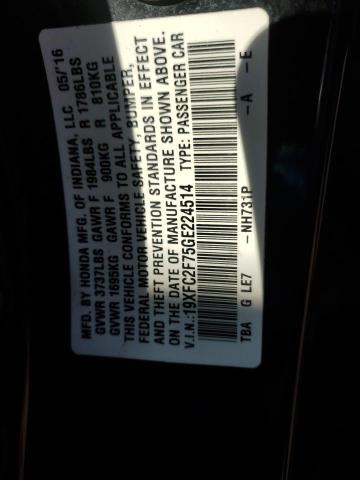 MFD. BY HONDA MFG. OF INDIANA, LLC 05/'16
GVWR 3737LBS GAWR F 1984LBS R 1786LBS
GVWR 1695KG GAWR F 900KG R 810KG
THIS VEHICLE CONFORMS TO ALL APPLICABLE
FEDERAL MOTOR VEHICLE SAFETY, BUMPER,
AND THEFT PREVENTION STANDARDS IN EFFECT
ON THE DATE OF MANUFACTURE SHOWN ABOVE.
V.I.N.:19XFC2F75GE224514 TYPE: PASSENGER CAR
TBA G LE7 -NH731P -A -E